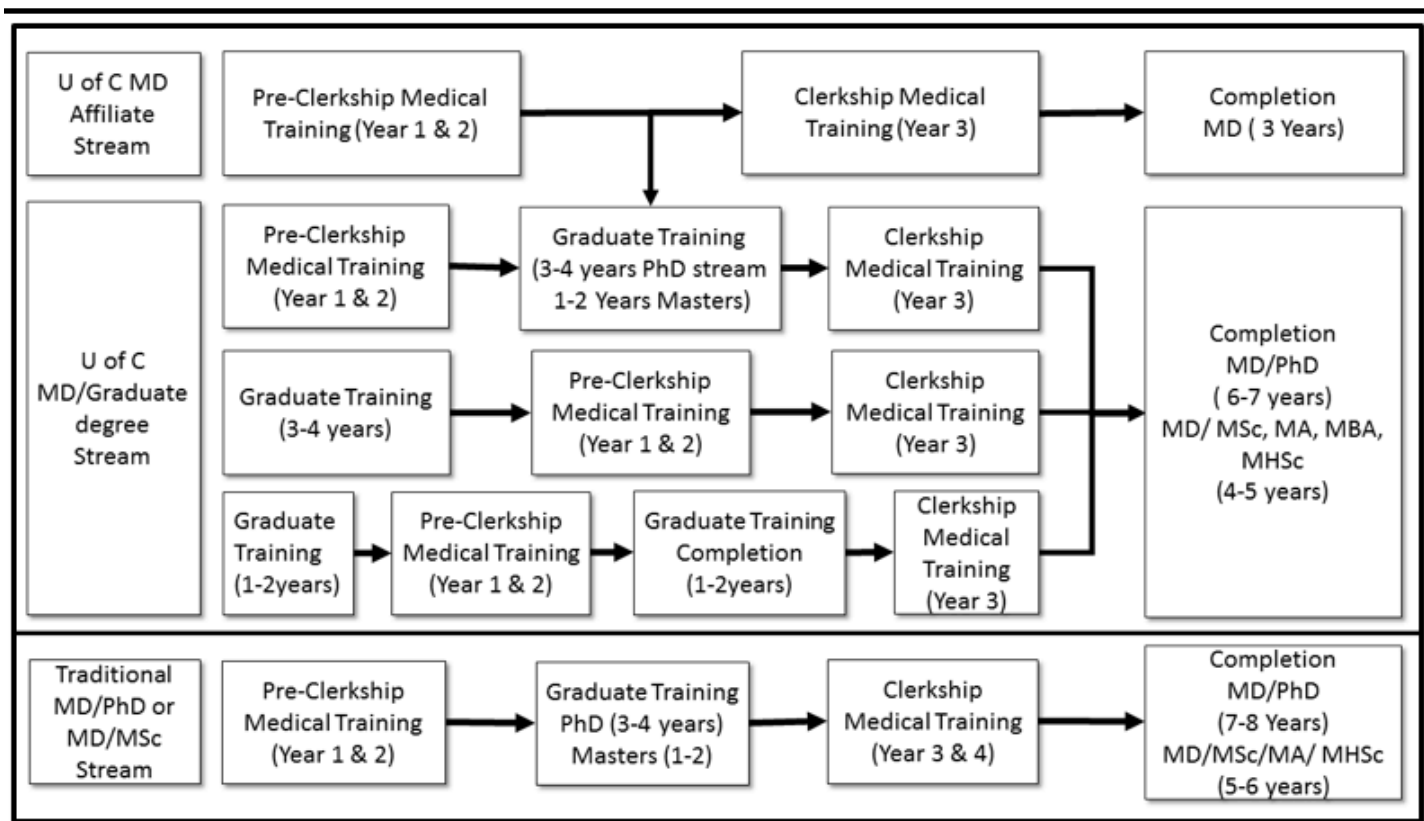 U of C MD
Affiliate
Stream
Pre-Clerkship Medical
Training (Year 1 & 2)
Clerkship Medical
Training (Year 3)
Completion
MD ( 3 Years)
U of C
MD/Graduate
degree
Stream
Pre-Clerkship
Medical Training
(Year 1 & 2)
Graduate Training
(3-4 years PhD stream
1-2 Years Masters)
Clerkship
Medical Training
(Year 3)
Graduate Training
(3-4 years)
Pre-Clerkship
Medical Training
(Year 1 & 2)
Clerkship
Medical Training
(Year 3)
Graduate
Training
(1-2years)
Pre-Clerkship
Medical Training
(Year 1 & 2)
Graduate Training
Completion
(1-2years)
Clerkship
Medical
Training
(Year 3)
Completion
MD/PhD
( 6-7 years)
MD/ MSc, MA, MBA,
MHSc
(4-5 years)
Traditional
MD/PhD or
MD/MSc
Stream
Pre-Clerkship
Medical Training
(Year 1 & 2)
Graduate Training
PhD (3-4 years)
Masters (1-2)
Clerkship
Medical Training
(Year 3 & 4)
Completion
MD/PhD
(7-8 Years)
MD/MSc/MA/ MHSc
(5-6 years)